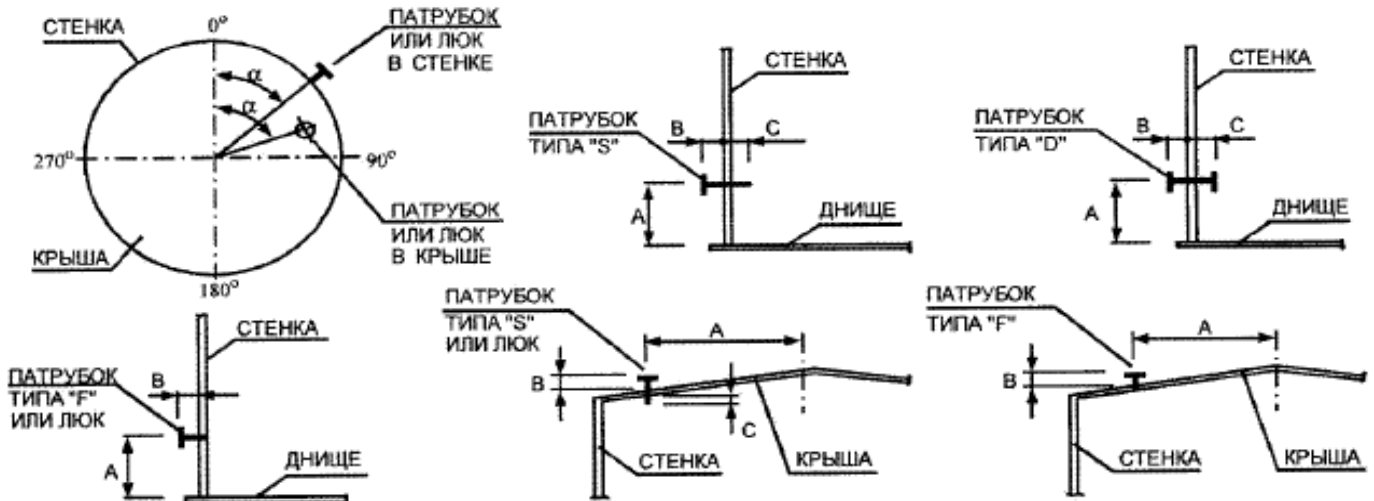 СТЕНКА
0°
ПАТРУБОК
ИЛИ ЛЮК
В СТЕНКЕ
α
α
270°
90°
ПАТРУБОК
ИЛИ ЛЮК
В КРЫШЕ
КРЫША
180°
СТЕНКА
ПАТРУБОК
ТИПА "S"
B
C
A
ДНИЩЕ
СТЕНКА
ПАТРУБОК
ТИПА "D"
B
C
A
ДНИЩЕ
СТЕНКА
ПАТРУБОК
ТИПА "F"
ИЛИ ЛЮК
B
A
ДНИЩЕ
ПАТРУБОК
ТИПА "S"
ИЛИ ЛЮК
A
B
C
СТЕНКА
КРЫША
ПАТРУБОК
ТИПА "F"
A
B
СТЕНКА
КРЫША